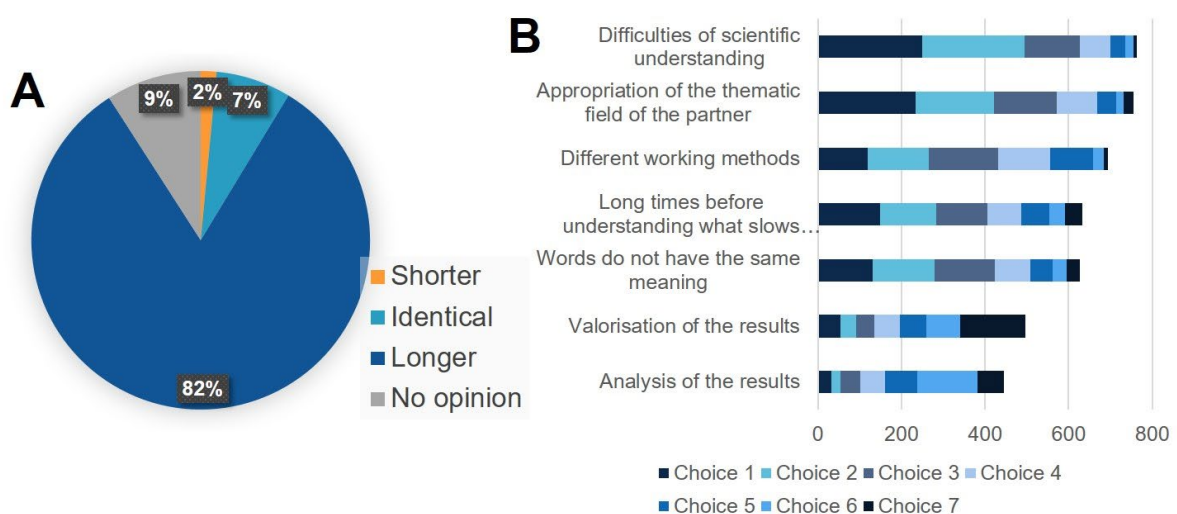 A
9%
2%
7%
82%
Shorter
Identical
Longer
No opinion
B
Difficulties of scientific
understanding
Appropriation of the thematic
field of the partner
Different working methods
Long times before
understanding what slows…
Words do not have the same
meaning
Valorisation of the results
Analysis of the results
0 200 400 600 800
Choice 1 Choice 2 Choice 3 Choice 4
Choice 5 Choice 6 Choice 7